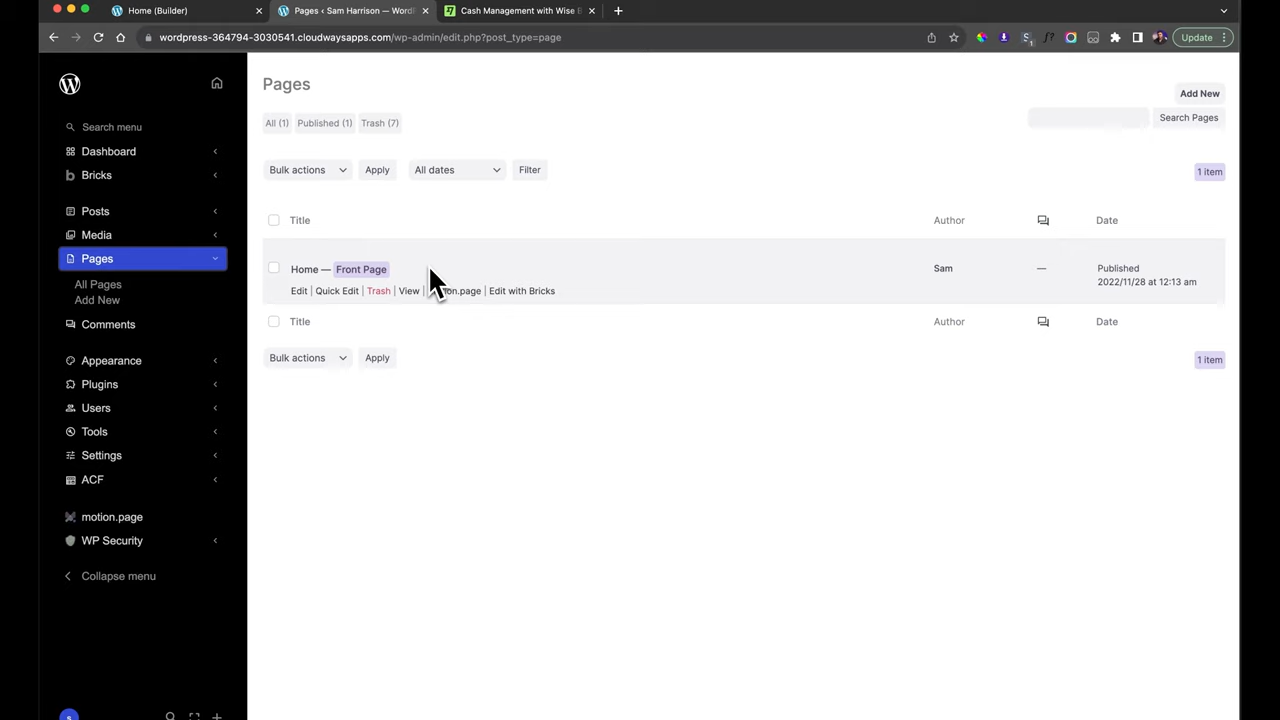 Home (Builder)
Pages ‹ Sam Harrison — Word
Cash Management with Wise B
wordpress-364794-3030541.cloudwaysapps.com/wp-admin/edit.php?post_type=page
Update
Search menu
Dashboard
Bricks
Posts
Media
Pages
All Pages
Add New
Comments
Appearance
Plugins
Users
Tools
Settings
ACF
motion.page
WP Security
Collapse menu
Pages
Add New
All (1) Published (1) Trash (7)
Search Pages
Bulk actions Apply All dates Filter
1 item
Title Author Date
Home — Front Page Sam — Published
2022/11/28 at 12:13 am
Edit | Quick Edit | Trash | View | on.page | Edit with Bricks
Title Author Date
Bulk actions Apply
1 item
s